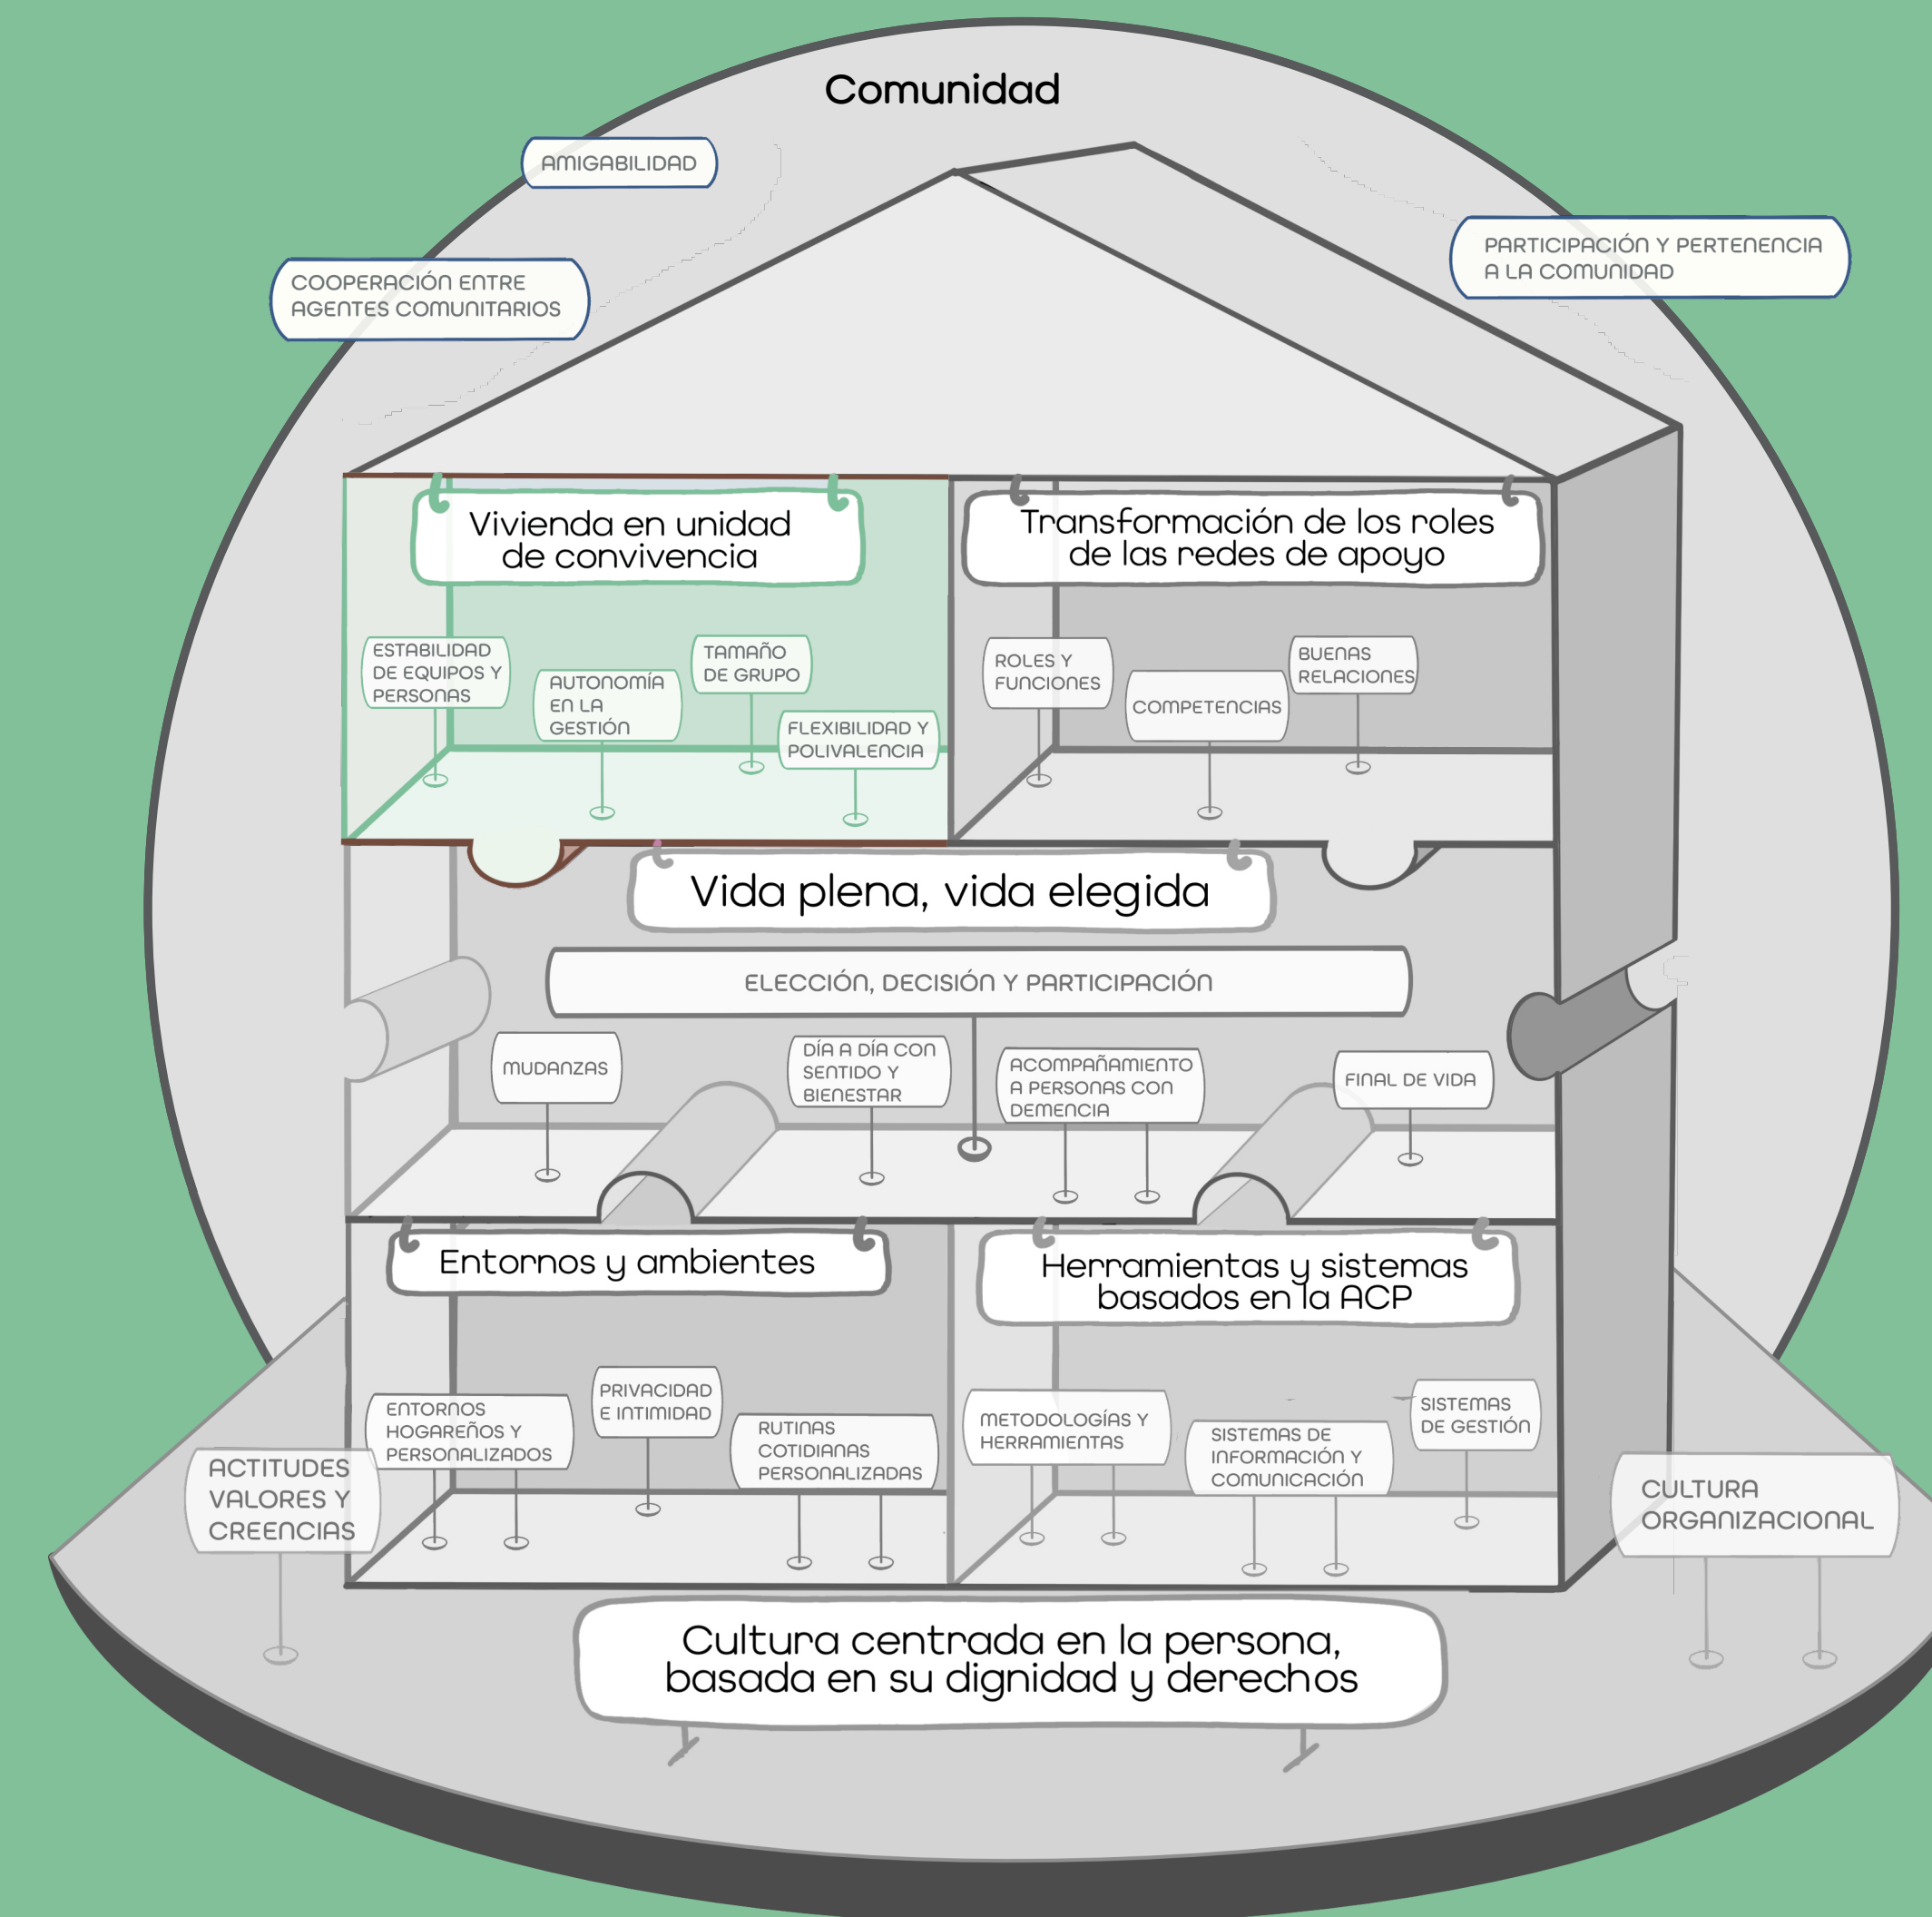 Comunidad
AMIGABILIDAD
COOPERACIÓN ENTRE
AGENTES COMUNITARIOS
PARTICIPACIÓN Y PERTENENCIA
A LA COMUNIDAD
Vivienda en unidad
de convivencia
ESTABILIDAD
DE EQUIPOS Y
PERSONAS
AUTONOMÍA
EN LA
GESTIÓN
TAMAÑO
DE GRUPO
FLEXIBILIDAD Y
POLIVALENCIA
Transformación de los roles
de las redes de apoyo
ROLES Y
FUNCIONES
COMPETENCIAS
BUENAS
RELACIONES
Vida plena, vida elegida
ELECCIÓN, DECISIÓN Y PARTICIPACIÓN
MUDANZAS
DÍA A DÍA CON
SENTIDO Y
BIENESTAR
ACOMPAÑAMIENTO
A PERSONAS CON
DEMENCIA
FINAL DE VIDA
Entornos y ambientes
ENTORNOS
HOGAREÑOS Y
PERSONALIZADOS
PRIVACIDAD
E INTIMIDAD
RUTINAS
COTIDIANAS
PERSONALIZADAS
Herramientas y sistemas
basados en la ACP
METODOLOGÍAS Y
HERRAMIENTAS
SISTEMAS DE
INFORMACIÓN Y
COMUNICACIÓN
SISTEMAS
DE GESTIÓN
ACTITUDES
VALORES Y
CREENCIAS
CULTURA
ORGANIZACIONAL
Cultura centrada en la persona,
basada en su dignidad y derechos